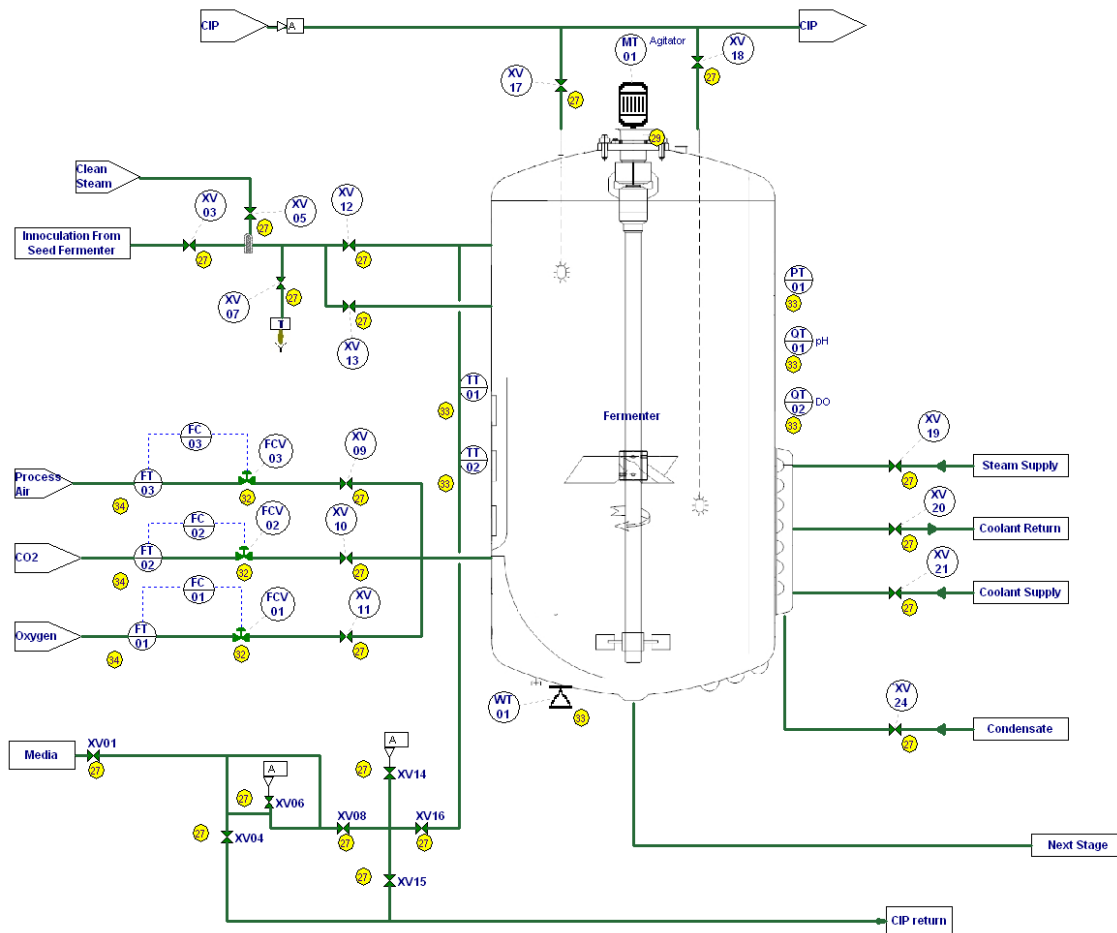 CIP
A
CIP
MT
01
Agitator
XV
18
27
XV
17
27
29
Clean
Steam
XV
03
XV
05
XV
12
27
Innoculation From
Seed Fermenter
27
27
XV
07
27
27
T
XV
13
PT
01
33
QT
01
pH
33
TT
01
33
QT
02
DO
33
Fermenter
XV
19
FC
03
FCV
03
XV
09
TT
02
Steam Supply
27
Process
Air
FT
03
34
32
27
33
XV
20
FC
02
FCV
02
XV
10
Coolant Return
27
CO2
FT
02
34
32
27
XV
21
FC
01
FCV
01
XV
11
Coolant Supply
27
Oxygen
FT
01
34
32
27
WT
01
33
XV
24
Condensate
27
Media
XV01
27
A
XV14
27
A
XV06
27
XV04
27
XV08
27
XV16
27
XV15
27
Next Stage
CIP return